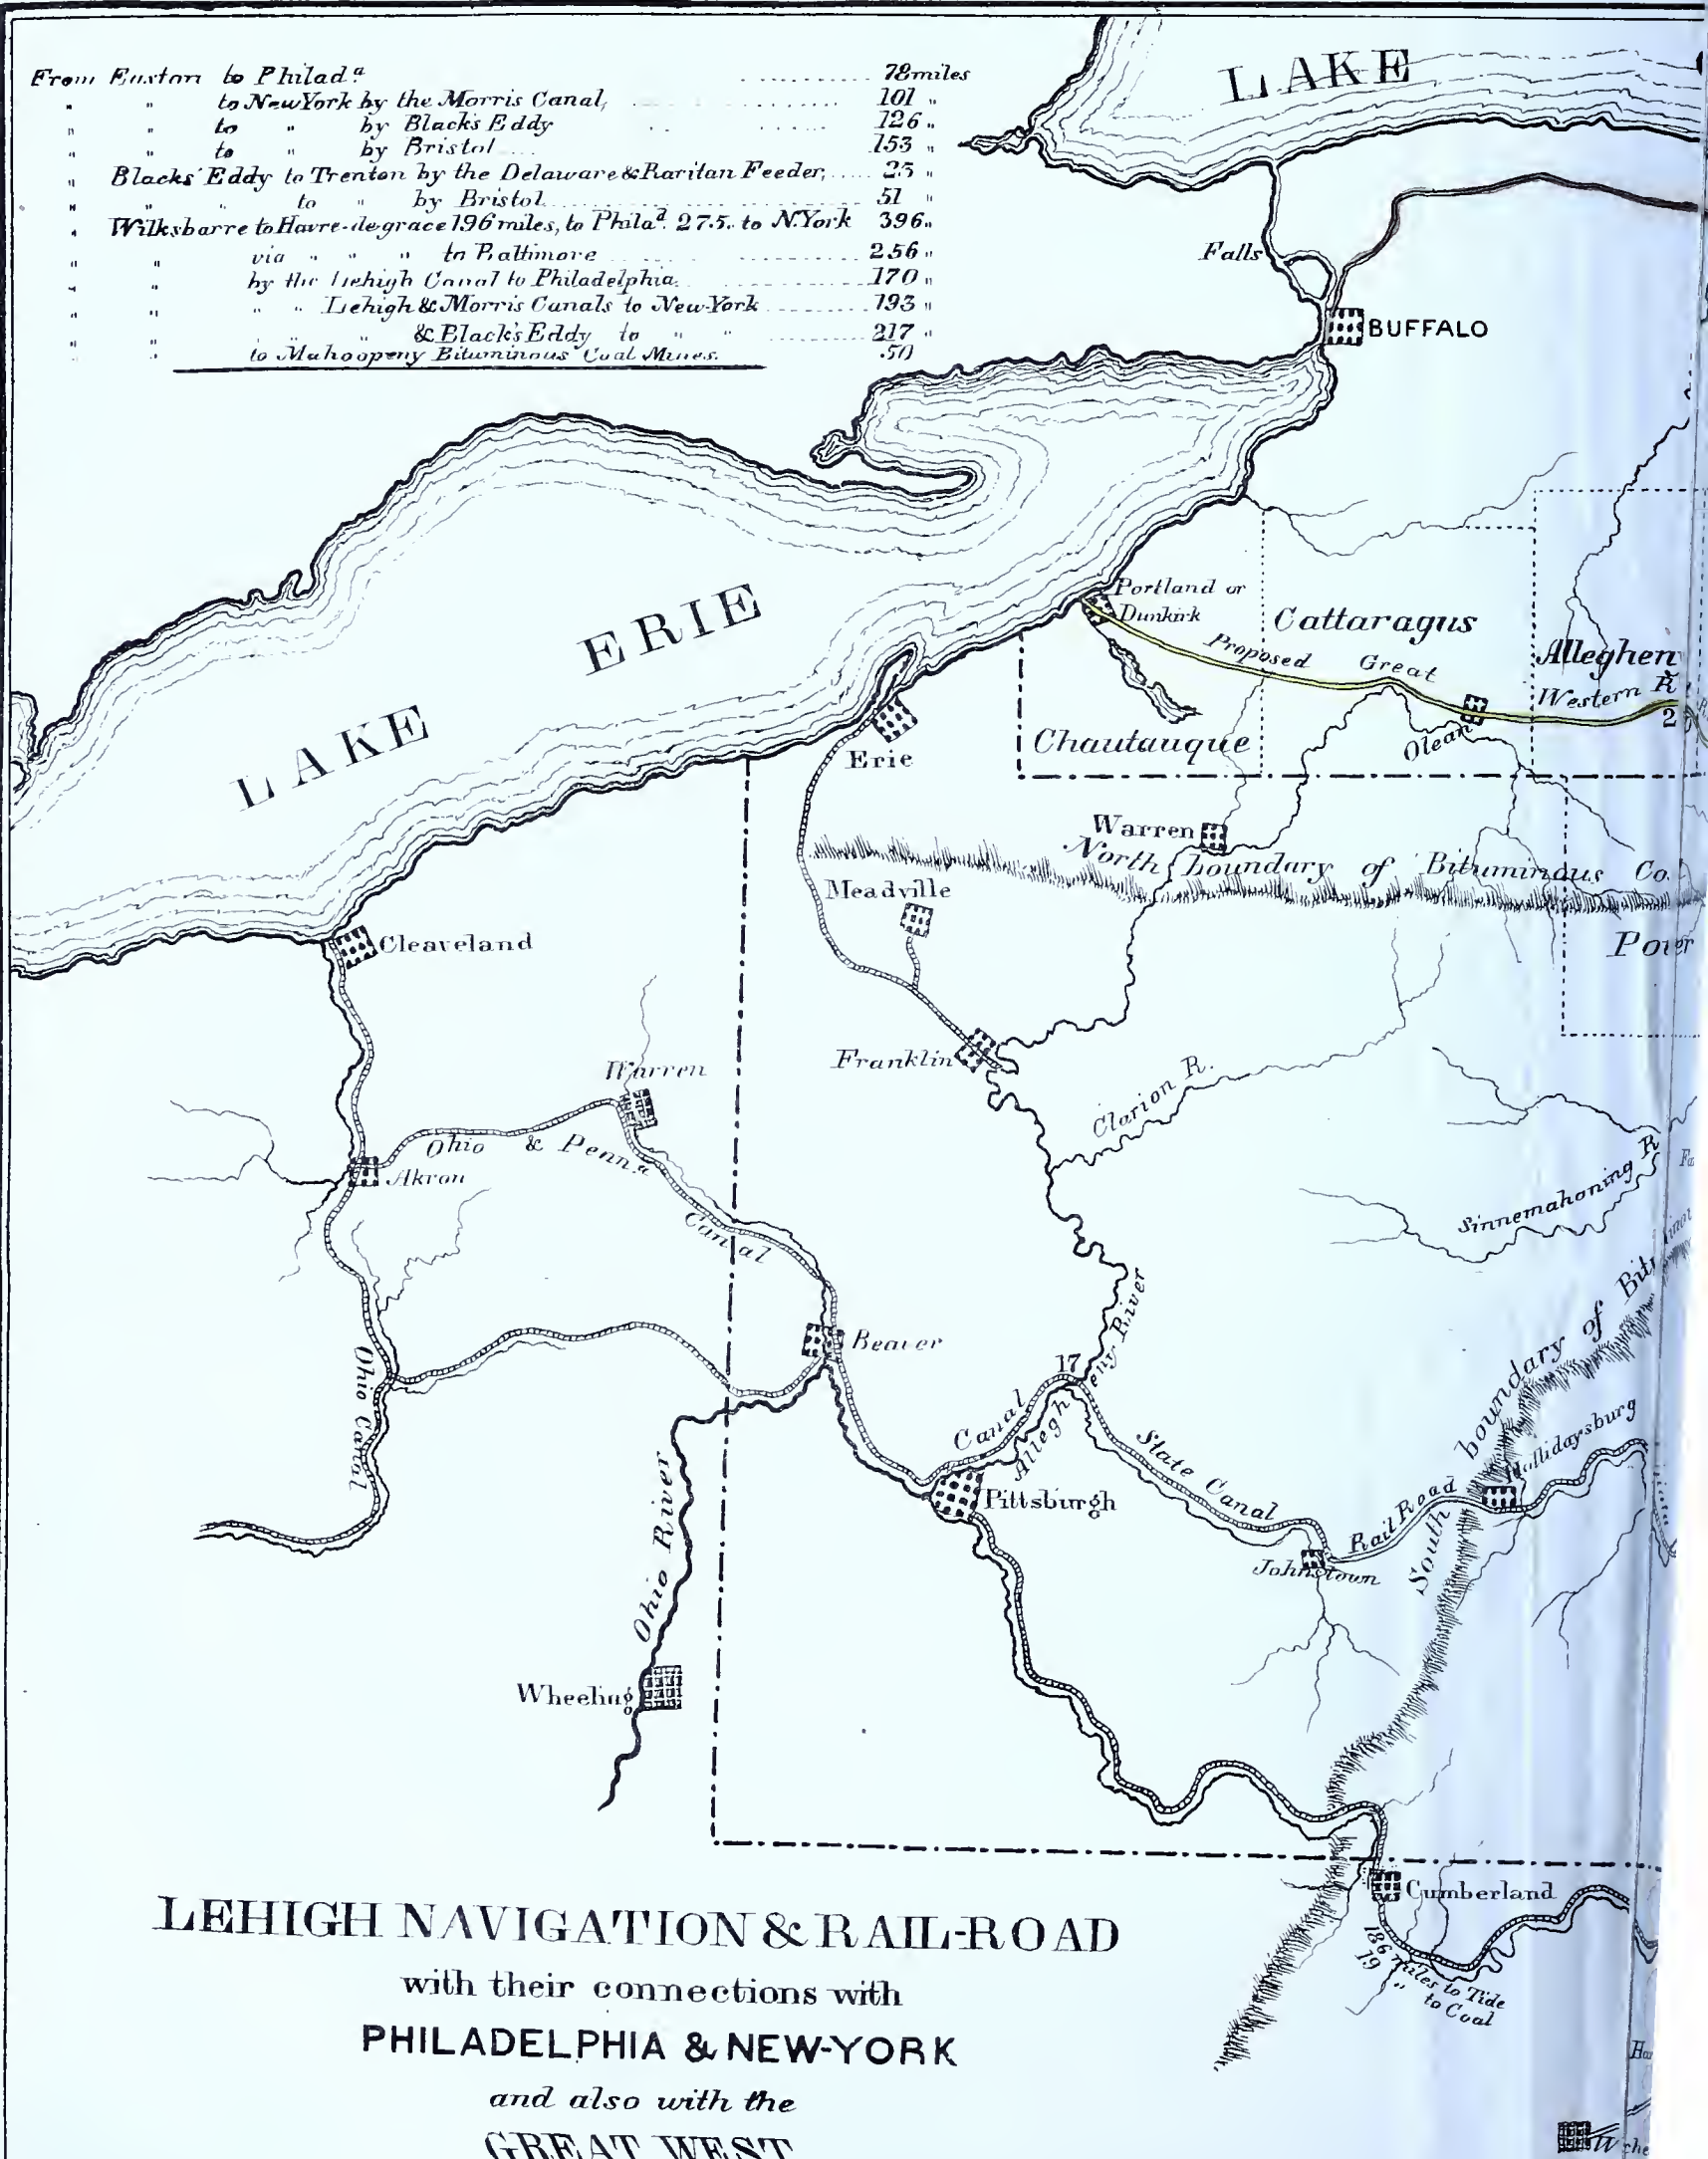 From Easton to Philad.a 78 miles
" " to New York by the Morris Canal, 101 "
" " to " by Black's Eddy 126 "
" " to " by Bristol 153 "
" Blacks' Eddy to Trenton by the Delaware & Raritan Feeder, 25 "
" " " to " by Bristol 51 "
" Wilksbarre to Havre-de-grace 196 miles, to Philad. 275. to N.York 396 "
" " via " " " to Baltimore 256 "
" " by the Lehigh Canal to Philadelphia. 170 "
" " " " Lehigh & Morris Canals to New-York 193 "
" " " " " & Black's Eddy to " " 217 "
" " to Mahoopeny Bituminous Coal Mines. 50
LAKE
Falls
BUFFALO
LAKE ERIE
Portland or
Dunkirk
Cattaragus
Proposed Great Western R
Alleghen
2
Olean
Chautauque
Erie
Warren
North boundary of Bituminous Co.
Meadville
Cleaveland
Franklin
Warren
Clarion R.
Sinnemahoning R
Ohio & Penna Canal
Akron
Ohio Canal
Beaver
Allegheny River
17
Canal
State Canal
South boundary of Bit
Hollidaysburg
Pittsburgh
Rail Road
Johnstown
Ohio River
Wheeling
Cumberland
186 miles to Tide
19 " to Coal
LEHIGH NAVIGATION & RAIL-ROAD
with their connections with
PHILADELPHIA & NEW-YORK
and also with the
GREAT WEST